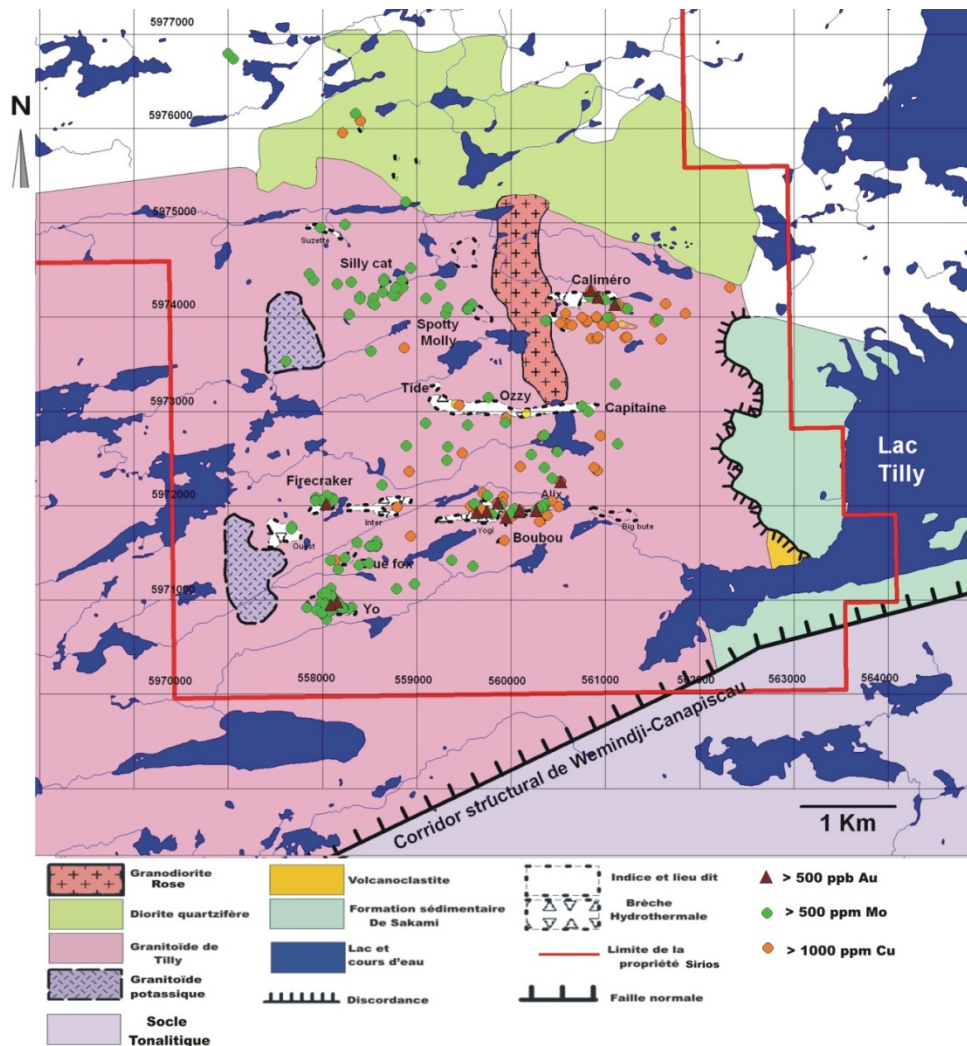 5977000
N
5976000
5975000
Suzette
Silly cat
Caliméro
5974000
Spotty
Molly
Tide
Ozzy
5973000
Capitaine
Lac
Tilly
Firecraker
5972000
Alix
Inter
Yogi
Big bute
Ouest
Boubou
ue fox
5971000
Yo
5970000
558000
559000
560000
561000
562000
563000
564000
Corridor structural de Wemindji-Canapiscau
1 Km
Granodiorite
Rose
Diorite quartzifère
Granitoïde de
Tilly
Granitoïde
potassique
Socle
Tonalitique
Volcanoclastite
Formation sédimentaire
De Sakami
Lac et
cours d'eau
Discordance
Indice et lieu dit
Brèche
Hydrothermale
Limite de la
propriété Sirios
Faille normale
> 500 ppb Au
> 500 ppm Mo
> 1000 ppm Cu